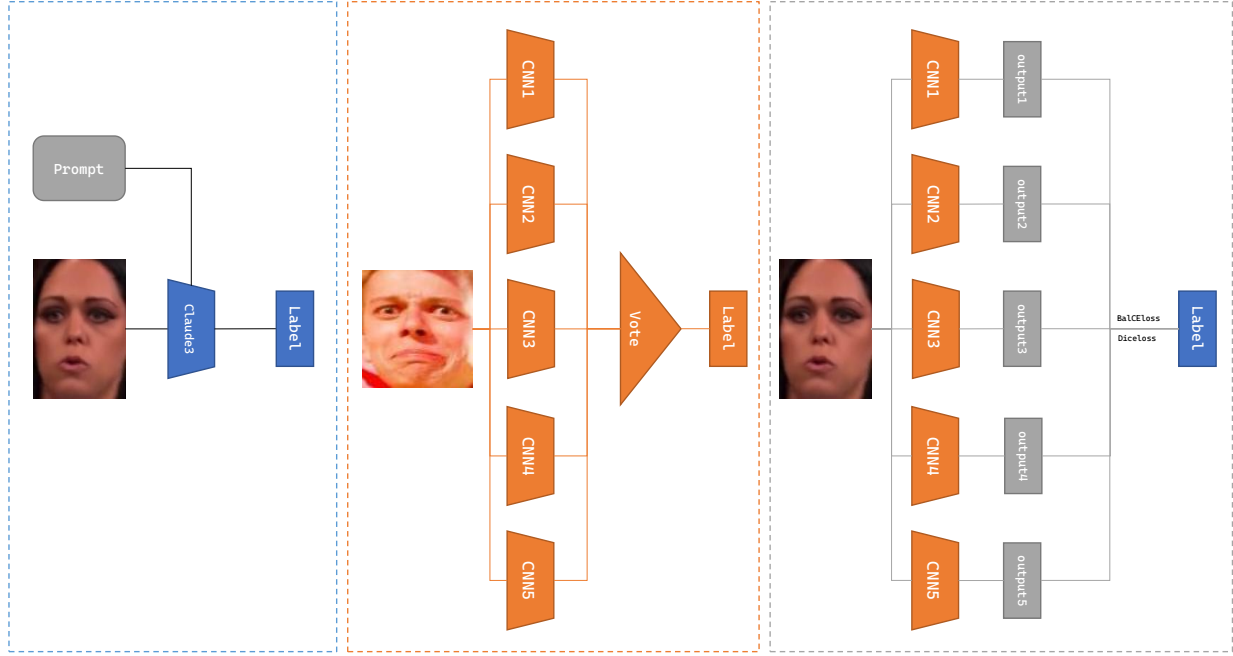 Prompt
Claude3
Label
CNN1
CNN2
CNN3
CNN4
CNN5
Vote
Label
CNN1
CNN2
CNN3
CNN4
CNN5
output1
output2
output3
output4
output5
BalCEloss
Diceloss
Label